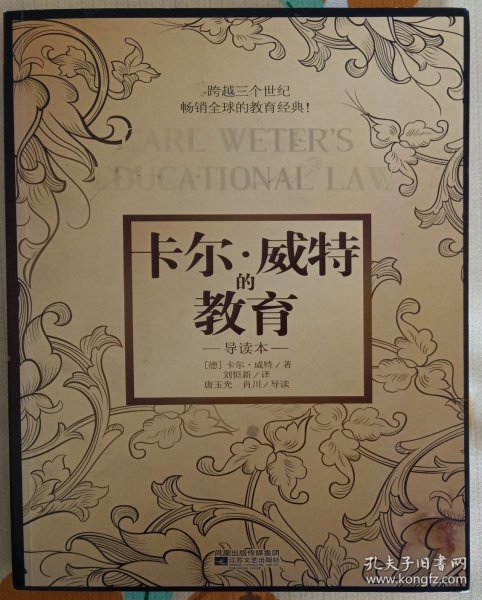 跨越三个世纪
畅销全球的教育经典!
CARL WETER'S
EDUCATIONAL LAW
卡尔·威特
的
教育
—导读本—
[德]卡尔·威特/著
刘恒新/译
唐玉光 肖川/导读
凤凰出版传媒集团
江苏文艺出版社
孔夫子旧书网
www.kongfz.com